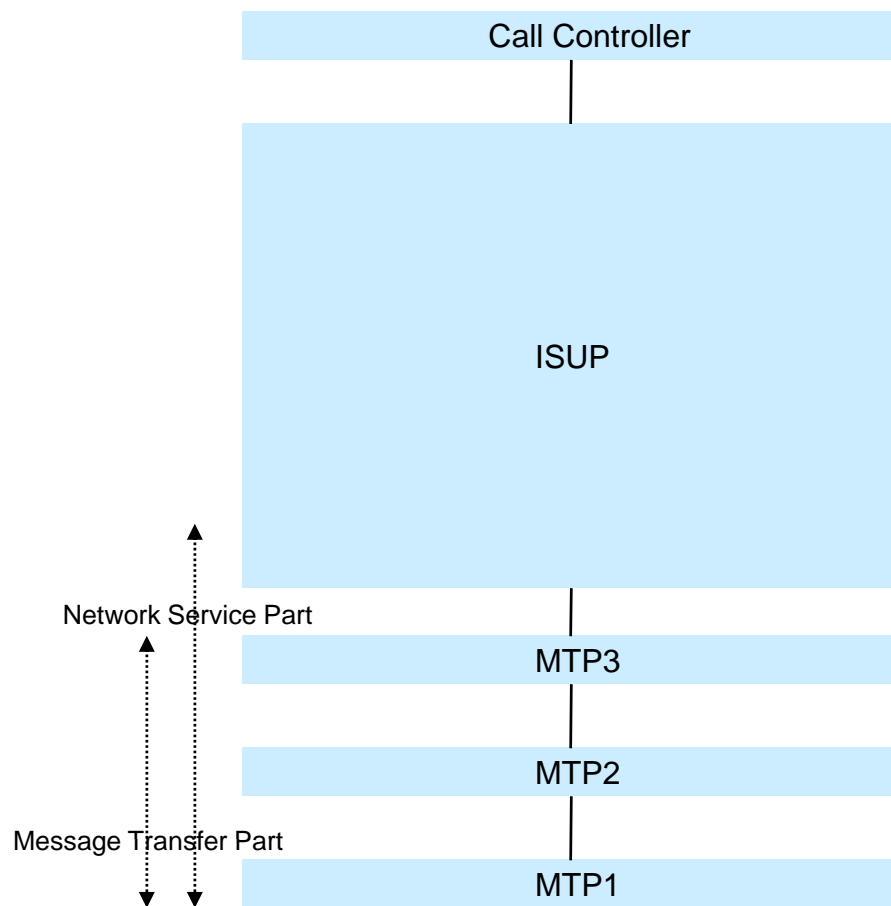 Call Controller
ISUP
Network Service Part
MTP3
MTP2
Message Transfer Part
MTP1